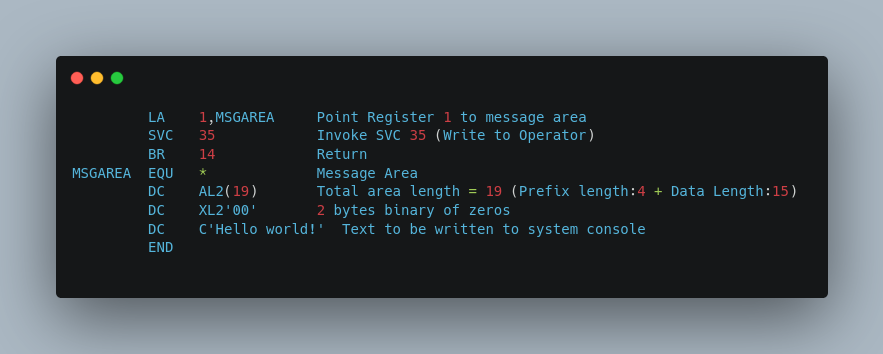 LA    1,MSGAREA     Point Register 1 to message area
SVC   35            Invoke SVC 35 (Write to Operator)
BR    14            Return
MSGAREA  EQU   *             Message Area
DC    AL2(19)       Total area length = 19 (Prefix length:4 + Data Length:15)
DC    XL2'00'       2 bytes binary of zeros
DC    C'Hello world!'  Text to be written to system console
END